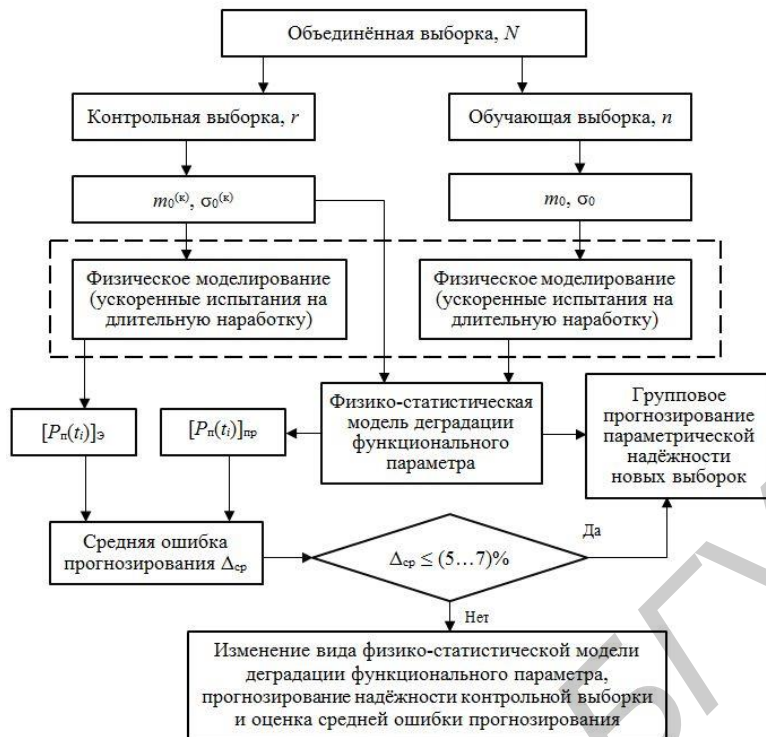 Объединённая выборка, N
Контрольная выборка, r
Обучающая выборка, n
m₀⁽ᴷ⁾, σ₀⁽ᴷ⁾
m₀, σ₀
Физическое моделирование
(ускоренные испытания на
длительную наработку)
Физическое моделирование
(ускоренные испытания на
длительную наработку)
[Pп(tᵢ)]э
[Pп(tᵢ)]пр
Физико-статистическая
модель деградации
функционального
параметра
Групповое
прогнозирование
параметрической
надёжности
новых выборок
Средняя ошибка
прогнозирования Δср
Δср ≤ (5…7)%
Да
Нет
Изменение вида физико-статистической модели
деградации функционального параметра,
прогнозирование надёжности контрольной выборки
и оценка средней ошибки прогнозирования